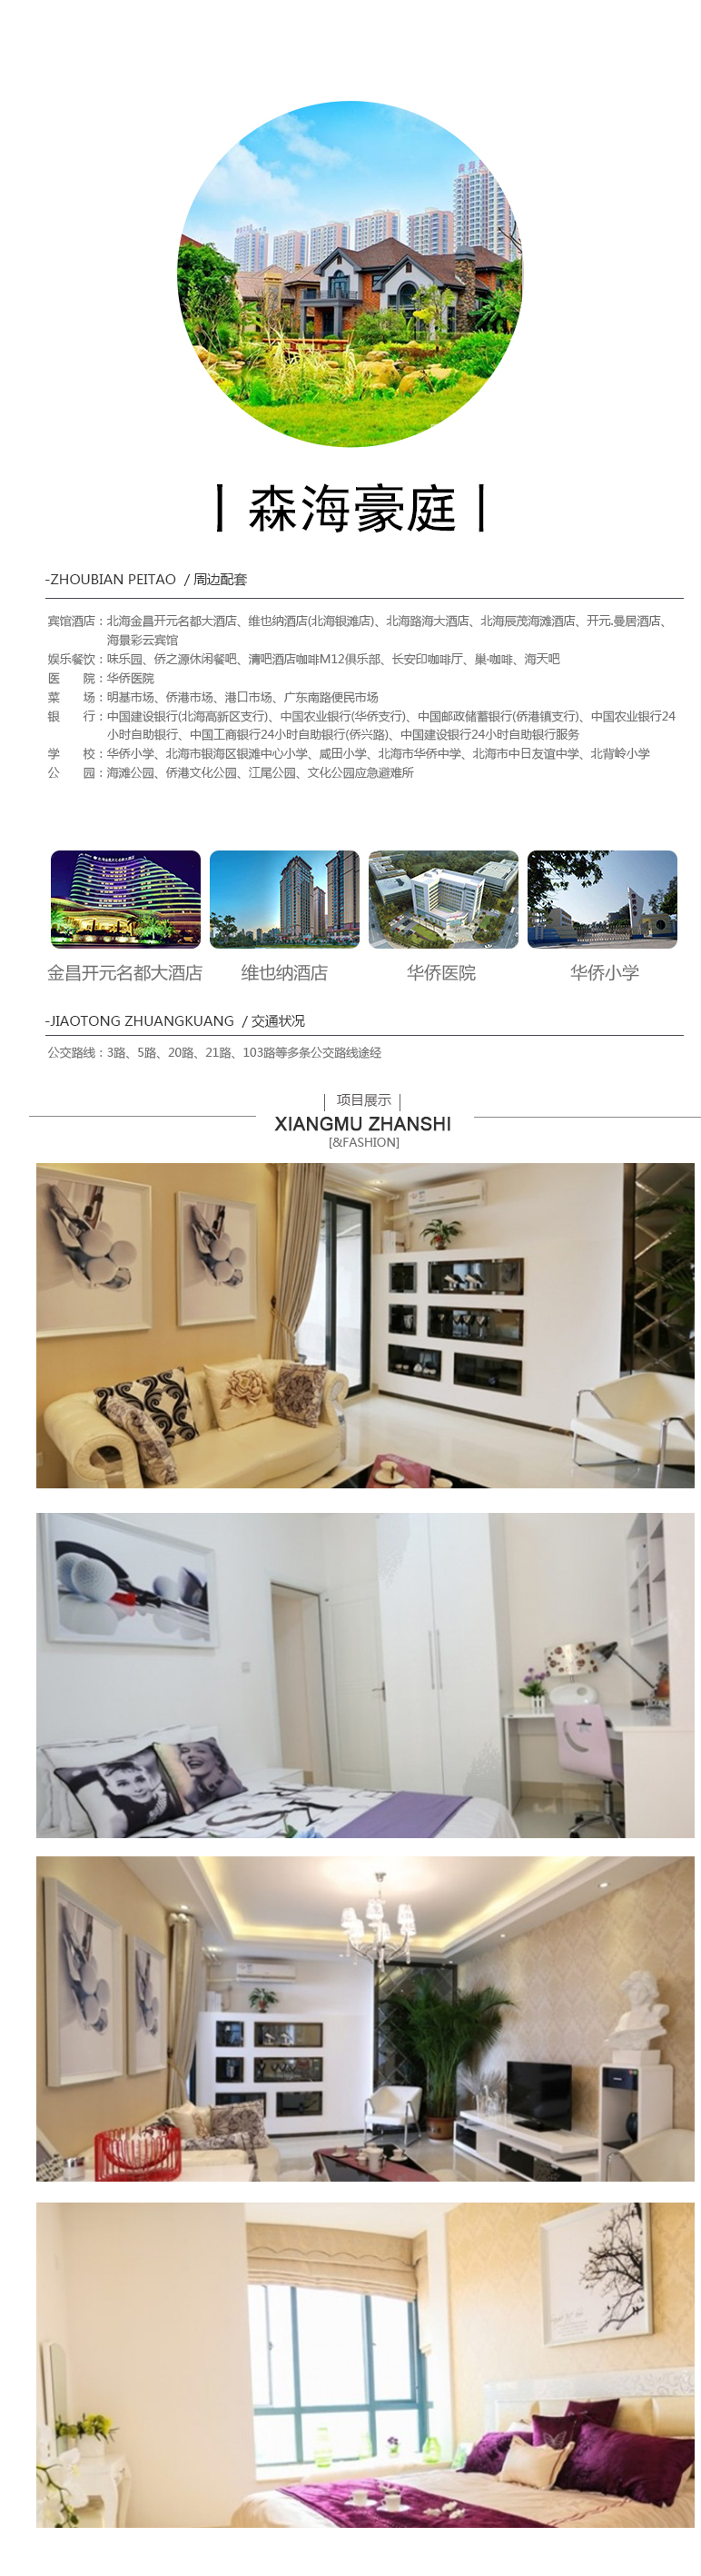 丨森海豪庭丨
-ZHOUBIAN PEITAO / 周边配套
宾馆酒店：北海金昌开元名都大酒店、维也纳酒店(北海银滩店)、北海路海大酒店、北海辰茂海滩酒店、开元.曼居酒店、
海景彩云宾馆
娱乐餐饮：味乐园、侨之源休闲餐吧、清吧酒店咖啡M12俱乐部、长安印咖啡厅、巢·咖啡、海天吧
医 院：华侨医院
菜 场：明基市场、侨港市场、港口市场、广东南路便民市场
银 行：中国建设银行(北海高新区支行)、中国农业银行(华侨支行)、中国邮政储蓄银行(侨港镇支行)、中国农业银行24
小时自助银行、中国工商银行24小时自助银行(侨兴路)、中国建设银行24小时自助银行服务
学 校：华侨小学、北海市银海区银滩中心小学、咸田小学、北海市华侨中学、北海市中日友谊中学、北背岭小学
公 园：海滩公园、侨港文化公园、江尾公园、文化公园应急避难所
金昌开元名都大酒店 维也纳酒店 华侨医院 华侨小学
-JIAOTONG ZHUANGKUANG / 交通状况
公交路线：3路、5路、20路、21路、103路等多条公交路线途经
项目展示
XIANGMU ZHANSHI
[&FASHION]